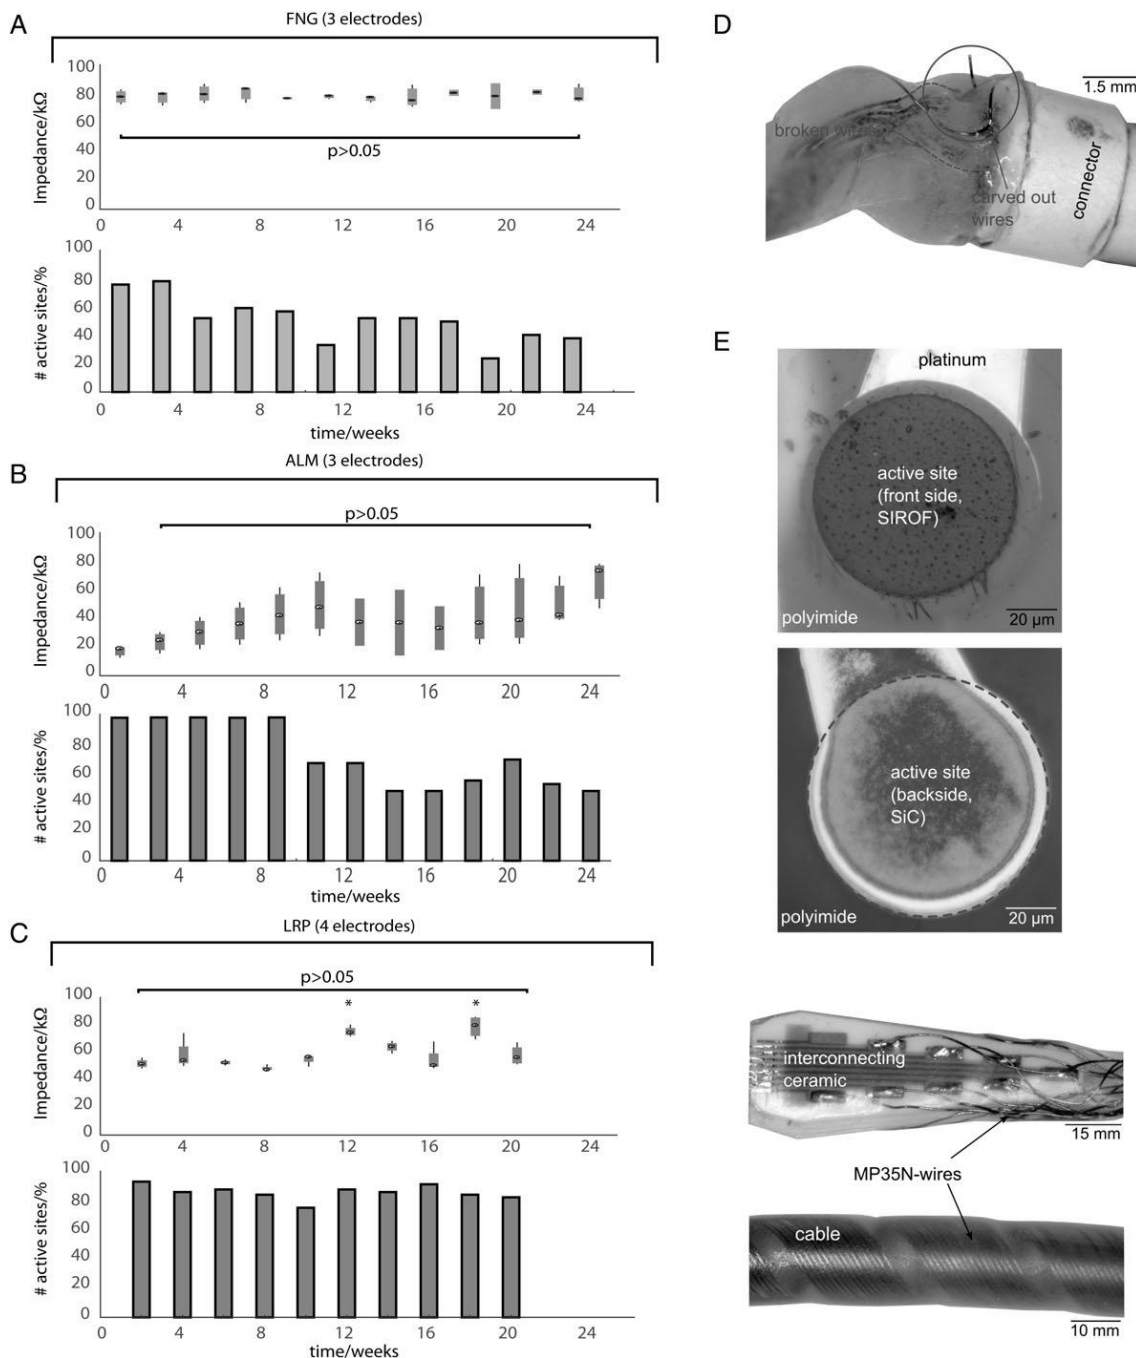 A
FNG (3 electrodes)
Impedance/kΩ
100
80
60
40
20
0
p>0.05
0 4 8 12 16 20 24
# active sites/%
100
80
60
40
20
0
0 4 8 12 16 20 24
time/weeks
B
ALM (3 electrodes)
p>0.05
Impedance/kΩ
100
80
60
40
20
0
0 4 8 12 16 20 24
# active sites/%
100
80
60
40
20
0
0 4 8 12 16 20 24
time/weeks
C
LRP (4 electrodes)
p>0.05
Impedance/kΩ
100
80
60
40
20
0
* *
0 4 8 12 16 20 24
# active sites/%
100
80
60
40
20
0
0 4 8 12 16 20 24
time/weeks
D
1.5 mm
broken wires
connector
carved out
wires
E
platinum
active site
(front side,
SIROF)
polyimide
20 µm
active site
(backside,
SiC)
polyimide
20 µm
interconnecting
ceramic
15 mm
MP35N-wires
cable
10 mm